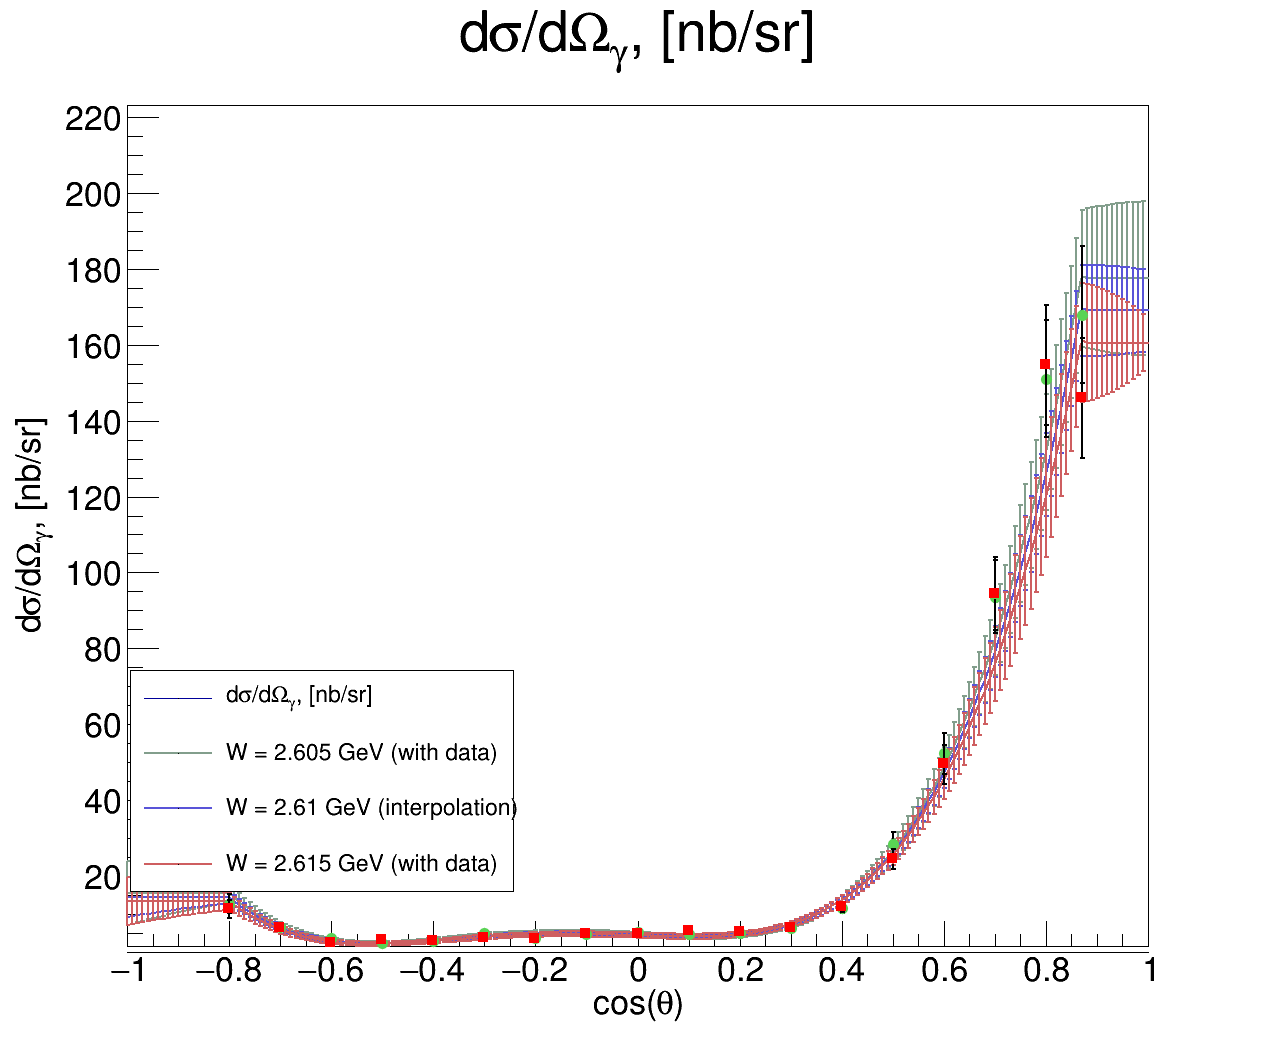 dσ/dΩγ, [nb/sr]
220
200
180
160
140
120
100
80
60
40
20
dσ/dΩγ, [nb/sr]
dσ/dΩγ, [nb/sr]
W = 2.605 GeV (with data)
W = 2.61 GeV (interpolation)
W = 2.615 GeV (with data)
−1 −0.8 −0.6 −0.4 −0.2 0 0.2 0.4 0.6 0.8 1
cos(θ)